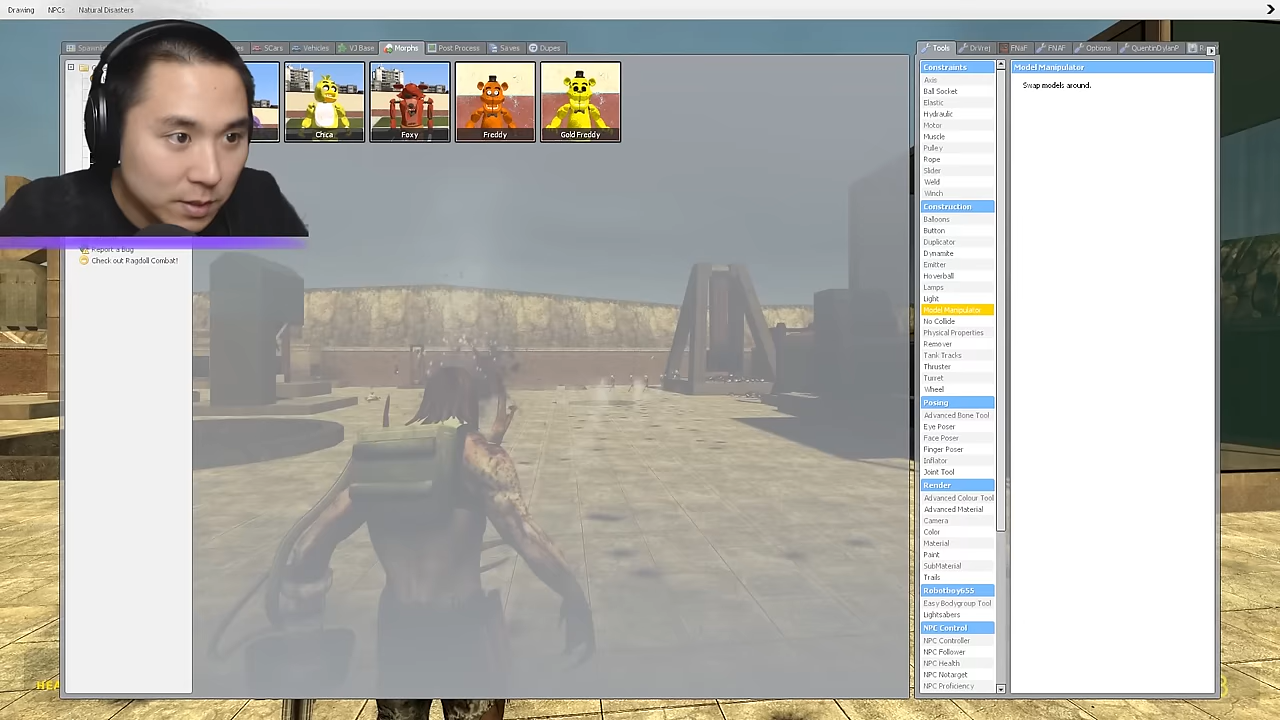 Drawing NPCs Natural Disasters
SCars Vehicles VJ Base Morphs Post Process Saves Dupes
Chica Foxy Freddy Gold Freddy
Report a Bug
Check out Ragdoll Combat!
Tools DrVrej FNaF FNAF Options QuentinDylanP
Constraints
Axis
Ball Socket
Elastic
Hydraulic
Motor
Muscle
Pulley
Rope
Slider
Weld
Winch
Construction
Balloons
Button
Duplicator
Dynamite
Emitter
Hoverball
Lamps
Light
Model Manipulator
No Collide
Physical Properties
Remover
Tank Tracks
Thruster
Turret
Wheel
Posing
Advanced Bone Tool
Eye Poser
Face Poser
Finger Poser
Inflator
Joint Tool
Render
Advanced Colour Tool
Advanced Material
Camera
Color
Material
Paint
SubMaterial
Trails
Robotboy655
Easy Bodygroup Tool
Lightsabers
NPC Control
NPC Controller
NPC Follower
NPC Health
NPC Notarget
NPC Proficiency
Model Manipulator
Swap models around.